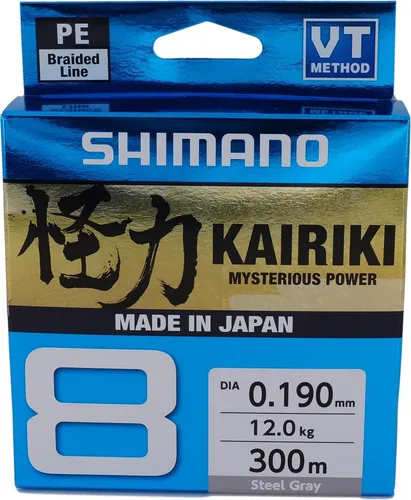 PE
Braided
Line
VT
METHOD
SHIMANO
怪力 KAIRIKI
MYSTERIOUS POWER
MADE IN JAPAN
8
DIA 0.190mm
12.0kg
300m
Steel Gray